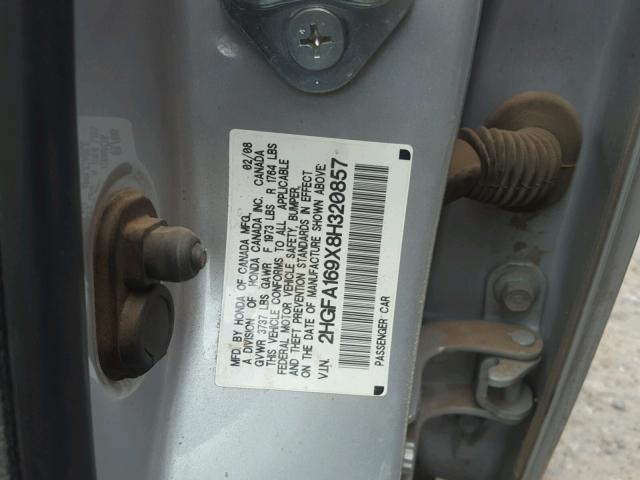 MFD. BY HONDA OF CANADA MFG. 02/08
A DIVISION OF HONDA CANADA INC. CANADA
GVWR 3737 LBS GAWR F 1973 LBS R 1764 LBS
THIS VEHICLE CONFORMS TO ALL APPLICABLE
FEDERAL MOTOR VEHICLE SAFETY, BUMPER,
AND THEFT PREVENTION STANDARDS IN EFFECT
ON THE DATE OF MANUFACTURE SHOWN ABOVE.
V.I.N. 2HGFA169X8H320857
PASSENGER CAR